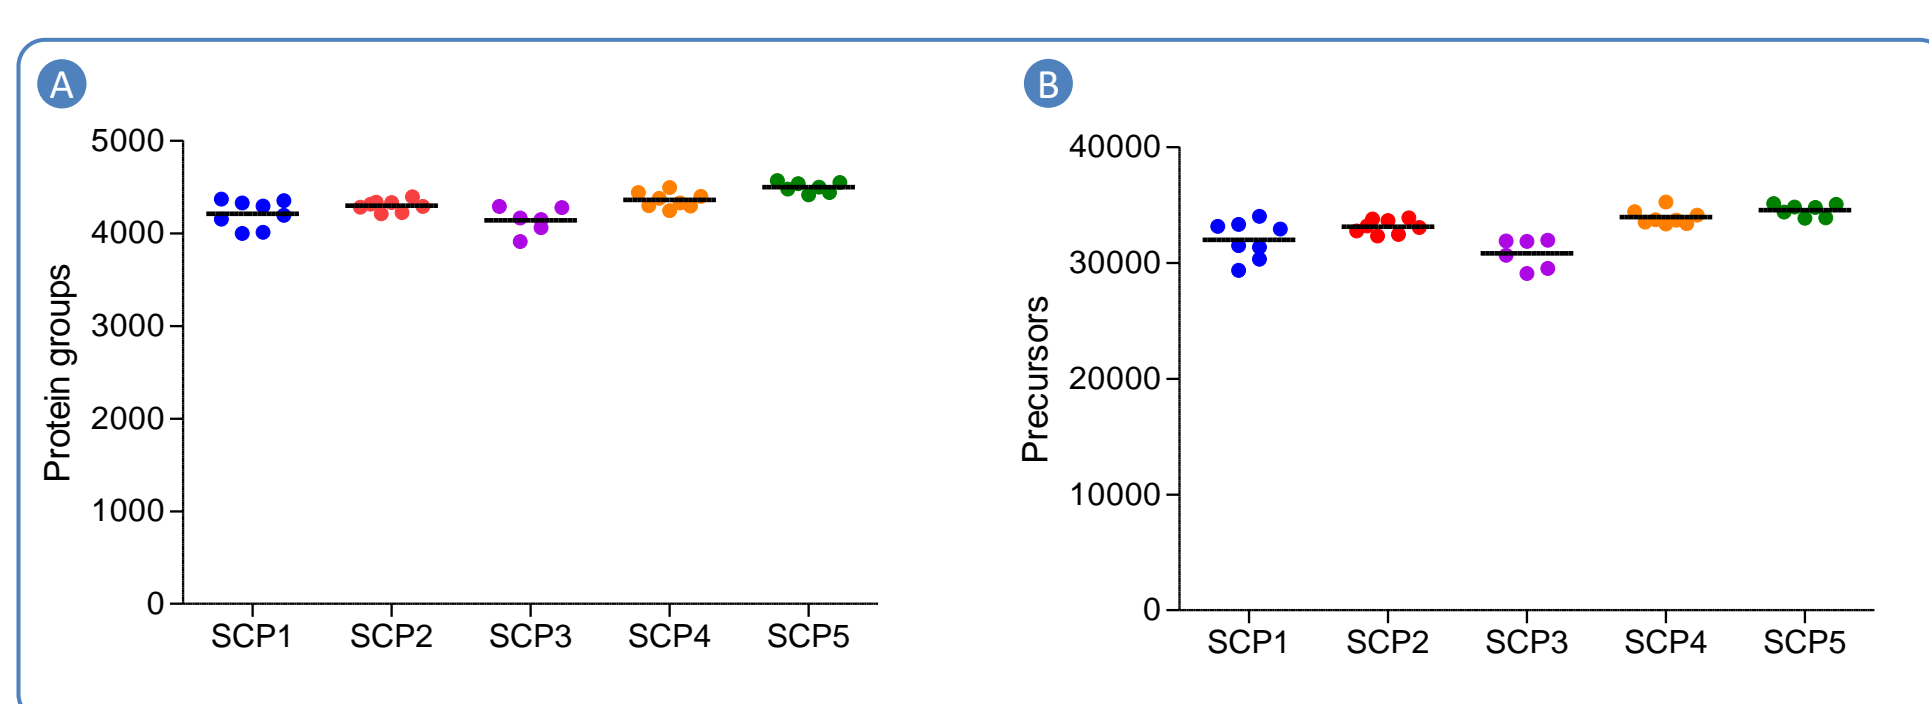 A
Protein groups
5000
4000
3000
2000
1000
0
SCP1 SCP2 SCP3 SCP4 SCP5
B
Precursors
40000
30000
20000
10000
0
SCP1 SCP2 SCP3 SCP4 SCP5